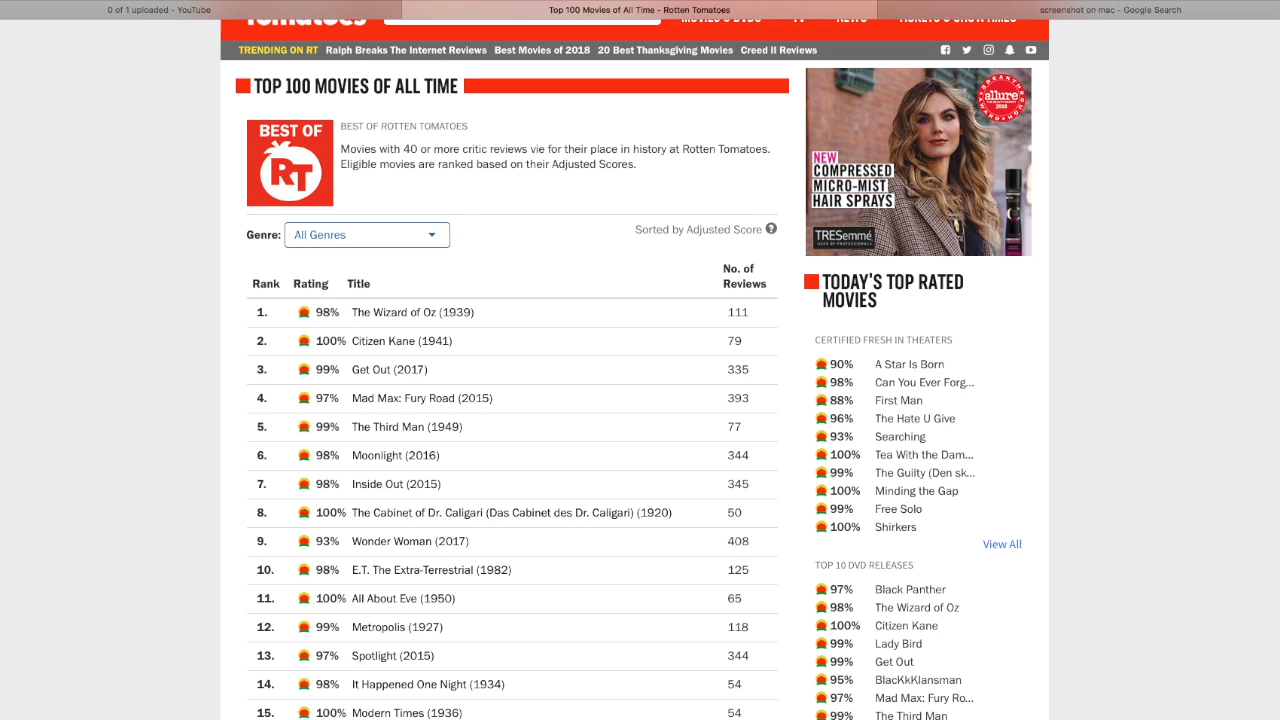 0 of 1 uploaded - YouTube
Top 100 Movies of All Time - Rotten Tomatoes
screenshot on mac - Google Search
TRENDING ON RT Ralph Breaks The Internet Reviews Best Movies of 2018 20 Best Thanksgiving Movies Creed II Reviews
TOP 100 MOVIES OF ALL TIME
BEST OF
RT
BEST OF ROTTEN TOMATOES
Movies with 40 or more critic reviews vie for their place in history at Rotten Tomatoes.
Eligible movies are ranked based on their Adjusted Scores.
Genre: All Genres
Sorted by Adjusted Score ?
Rank Rating Title No. of Reviews
1. 98% The Wizard of Oz (1939) 111
2. 100% Citizen Kane (1941) 79
3. 99% Get Out (2017) 335
4. 97% Mad Max: Fury Road (2015) 393
5. 99% The Third Man (1949) 77
6. 98% Moonlight (2016) 344
7. 98% Inside Out (2015) 345
8. 100% The Cabinet of Dr. Caligari (Das Cabinet des Dr. Caligari) (1920) 50
9. 93% Wonder Woman (2017) 408
10. 98% E.T. The Extra-Terrestrial (1982) 125
11. 100% All About Eve (1950) 65
12. 99% Metropolis (1927) 118
13. 97% Spotlight (2015) 344
14. 98% It Happened One Night (1934) 54
15. 100% Modern Times (1936) 54
allure
NEW
COMPRESSED
MICRO-MIST
HAIR SPRAYS
TRESemmé
USED BY PROFESSIONALS
TODAY'S TOP RATED
MOVIES
CERTIFIED FRESH IN THEATERS
90% A Star Is Born
98% Can You Ever Forg...
88% First Man
96% The Hate U Give
93% Searching
100% Tea With the Dam...
99% The Guilty (Den sk...
100% Minding the Gap
99% Free Solo
100% Shirkers
View All
TOP 10 DVD RELEASES
97% Black Panther
98% The Wizard of Oz
100% Citizen Kane
99% Lady Bird
99% Get Out
95% BlacKkKlansman
97% Mad Max: Fury Ro...
99% The Third Man